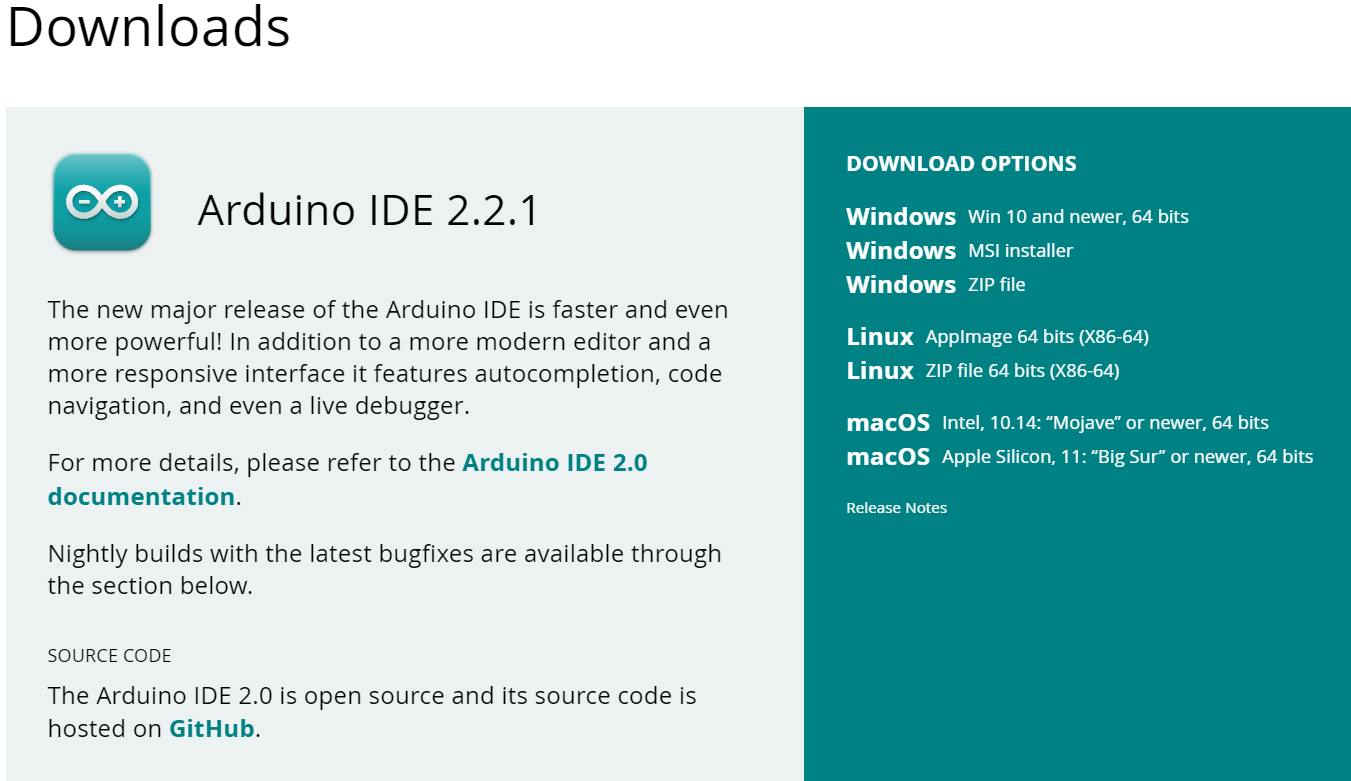 Downloads
Arduino IDE 2.2.1
The new major release of the Arduino IDE is faster and even
more powerful! In addition to a more modern editor and a
more responsive interface it features autocompletion, code
navigation, and even a live debugger.
For more details, please refer to the Arduino IDE 2.0
documentation.
Nightly builds with the latest bugfixes are available through
the section below.
SOURCE CODE
The Arduino IDE 2.0 is open source and its source code is
hosted on GitHub.
DOWNLOAD OPTIONS
Windows Win 10 and newer, 64 bits
Windows MSI installer
Windows ZIP file
Linux AppImage 64 bits (X86-64)
Linux ZIP file 64 bits (X86-64)
macOS Intel, 10.14: “Mojave” or newer, 64 bits
macOS Apple Silicon, 11: “Big Sur” or newer, 64 bits
Release Notes